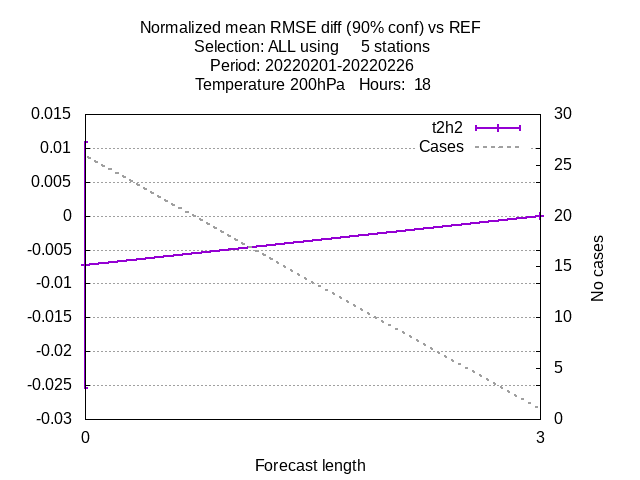 Normalized mean RMSE diff (90% conf) vs REF
Selection: ALL using     5 stations
Period: 20220201-20220226
Temperature 200hPa   Hours:  18
0.015
0.01
0.005
0
-0.005
-0.01
-0.015
-0.02
-0.025
-0.03
t2h2
Cases
30
25
20
15
10
5
0
No cases
0
3
Forecast length